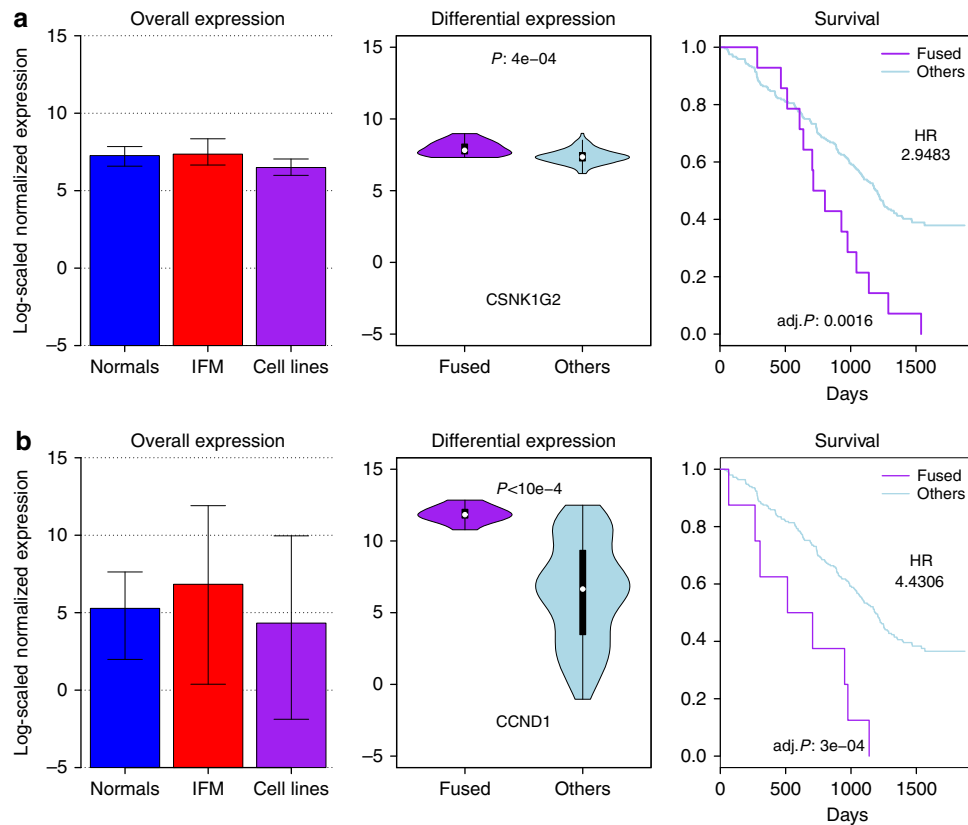 a
Overall expression
Log-scaled normalized expression
15
10
5
0
–5
Normals
IFM
Cell lines
Differential expression
15
10
5
0
–5
P: 4e–04
CSNK1G2
Fused
Others
Survival
1.0
0.8
0.6
0.4
0.2
0.0
Fused
Others
HR
2.9483
adj.P: 0.0016
0 500 1000 1500
Days
b
Overall expression
Log-scaled normalized expression
15
10
5
0
–5
Normals
IFM
Cell lines
Differential expression
15
10
5
0
–5
P<10e–4
CCND1
Fused
Others
Survival
1.0
0.8
0.6
0.4
0.2
0.0
Fused
Others
HR
4.4306
adj.P: 3e–04
0 500 1000 1500
Days